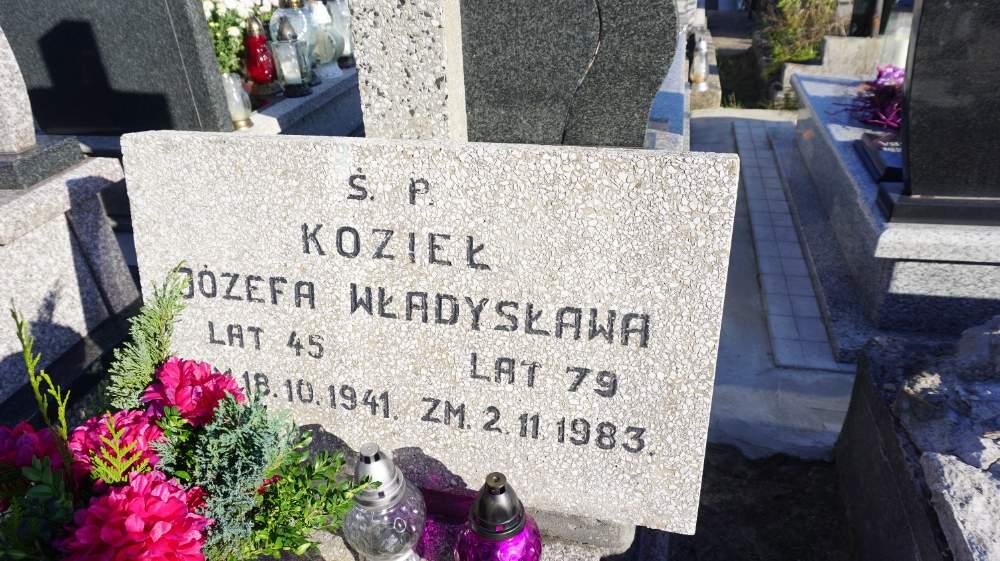 Ś. P.
KOZIEŁ
JÓZEFA WŁADYSŁAWA
LAT 45 LAT 79
18.10.1941. ZM. 2.11 1983.